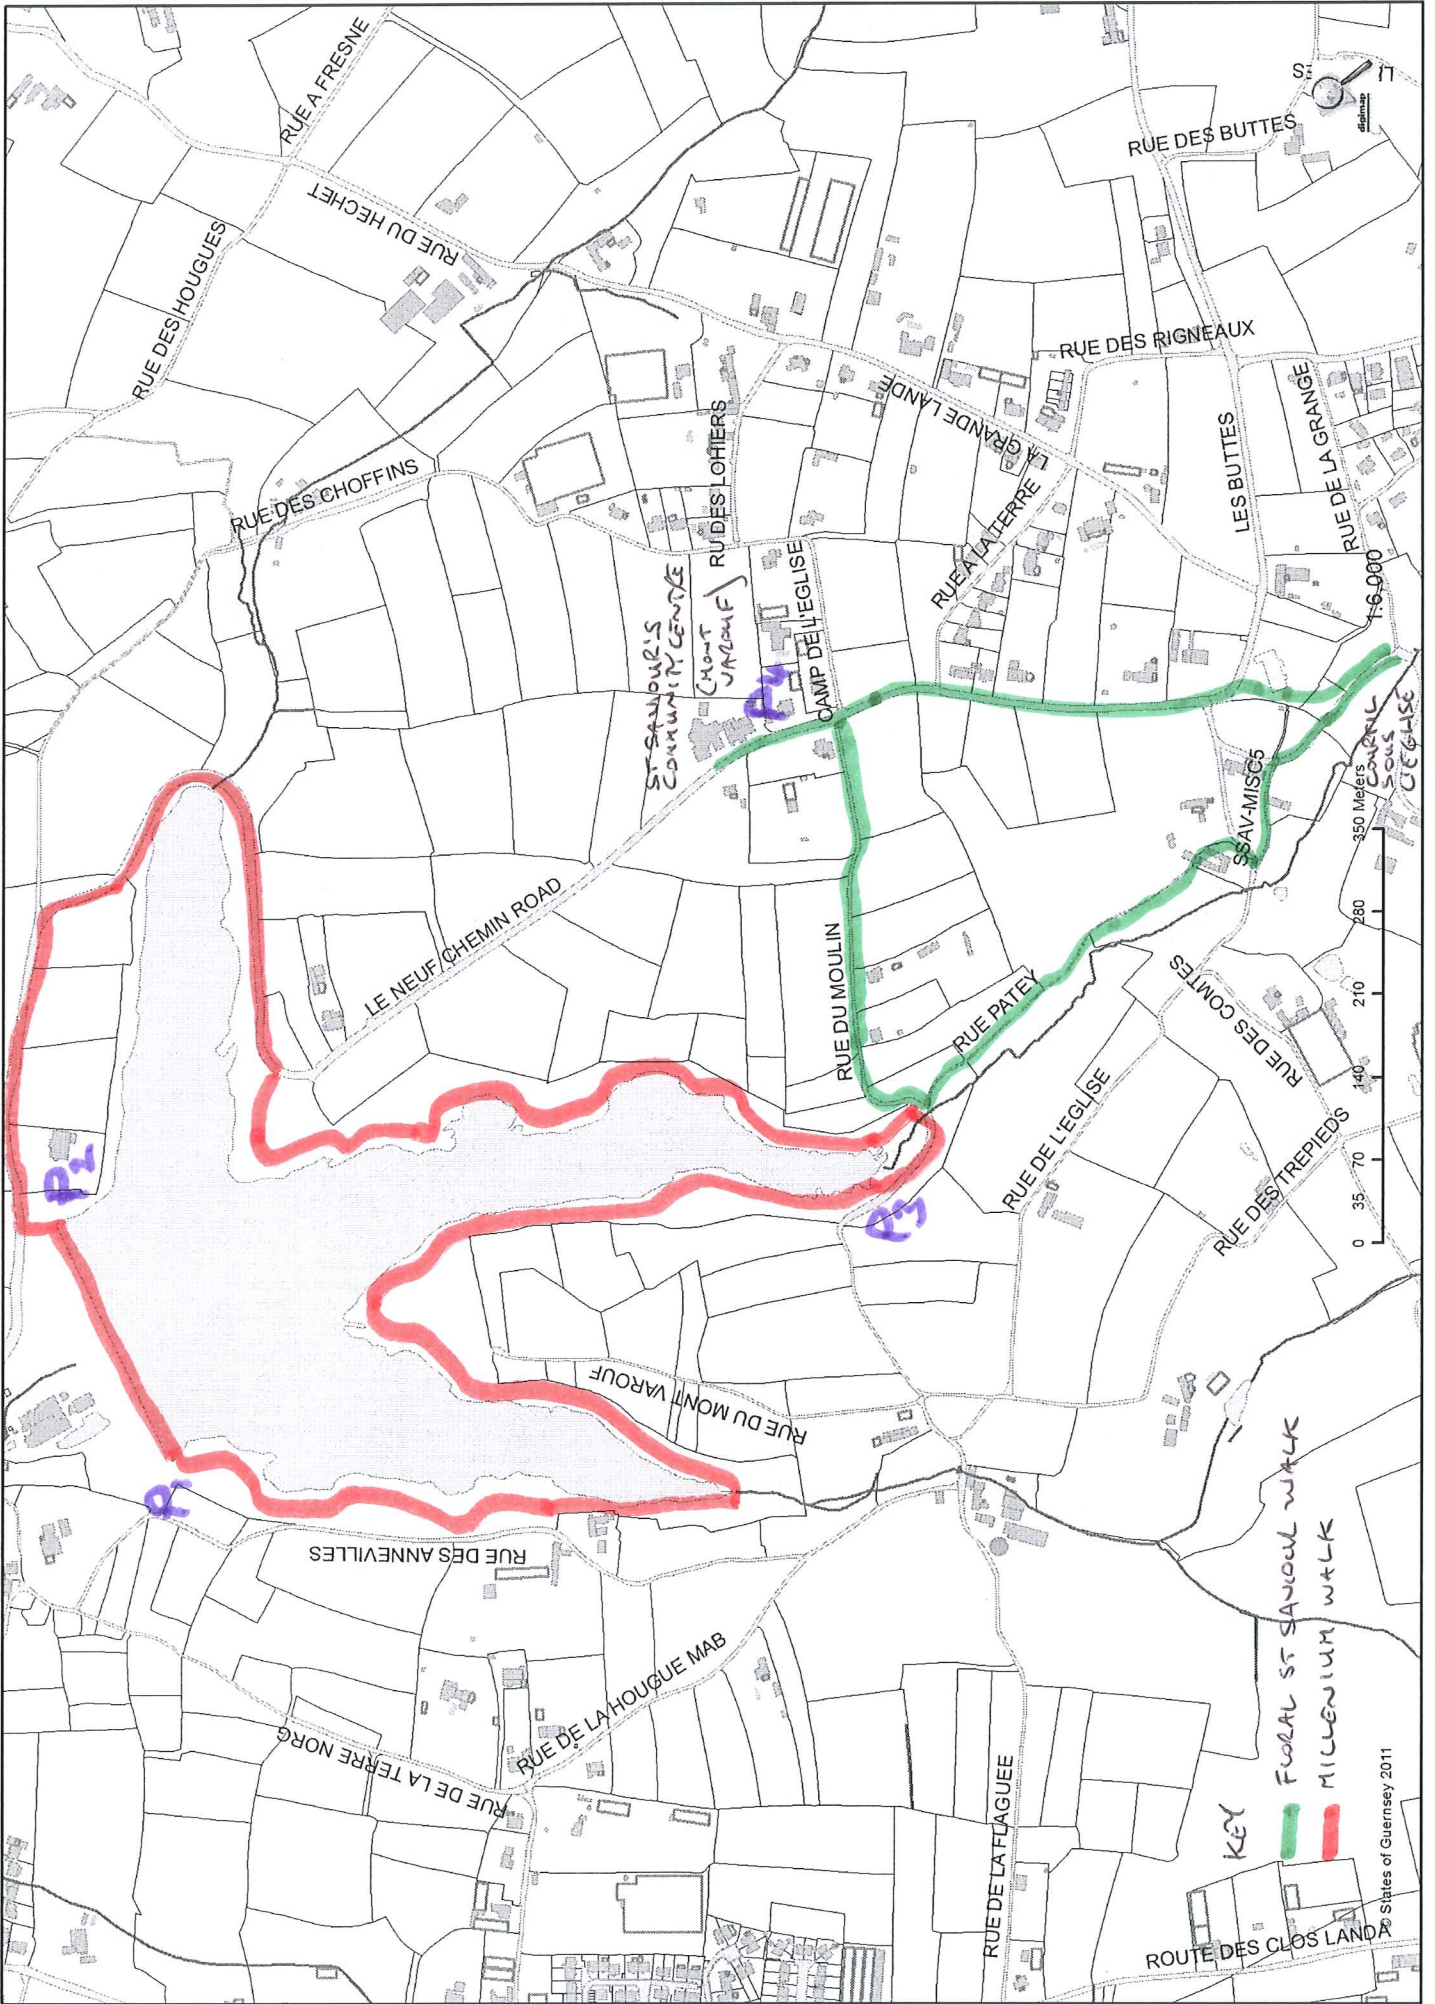 RUE A FRESNE
RUE DU HECHET
RUE DES HOUGUES
RUE DES CHOFFINS
RUE DES BUTTES
digimap
RUE DES RIGNEAUX
LA GRANDE LANDE
RU DES LOHIERS
ST SAVIOUR'S
COMMUNITY CENTRE
(MONT
VAROUF)
P4
CAMP DE L'EGLISE
RUE A LA TERRE
LES BUTTES
RUE DE LA GRANGE
1:6,000
COURTIL
SOUS
L'EGLISE
SSAV-MISC5
LE NEUF CHEMIN ROAD
RUE DU MOULIN
RUE PATEY
RUE DES COMTES
RUE DE L'EGLISE
RUE DES TREPIEDS
0 35 70 140 210 280 350 Meters
P2
P3
P1
RUE DU MONT VAROUF
RUE DES ANNEVILLES
RUE DE LA HOUGUE MAB
RUE DE LA TERRE NORG
RUE DE LA FLAGUEE
ROUTE DES CLOS LANDA
KEY
FLORAL ST SAVIOUR WALK
MILLENIUM WALK
© States of Guernsey 2011